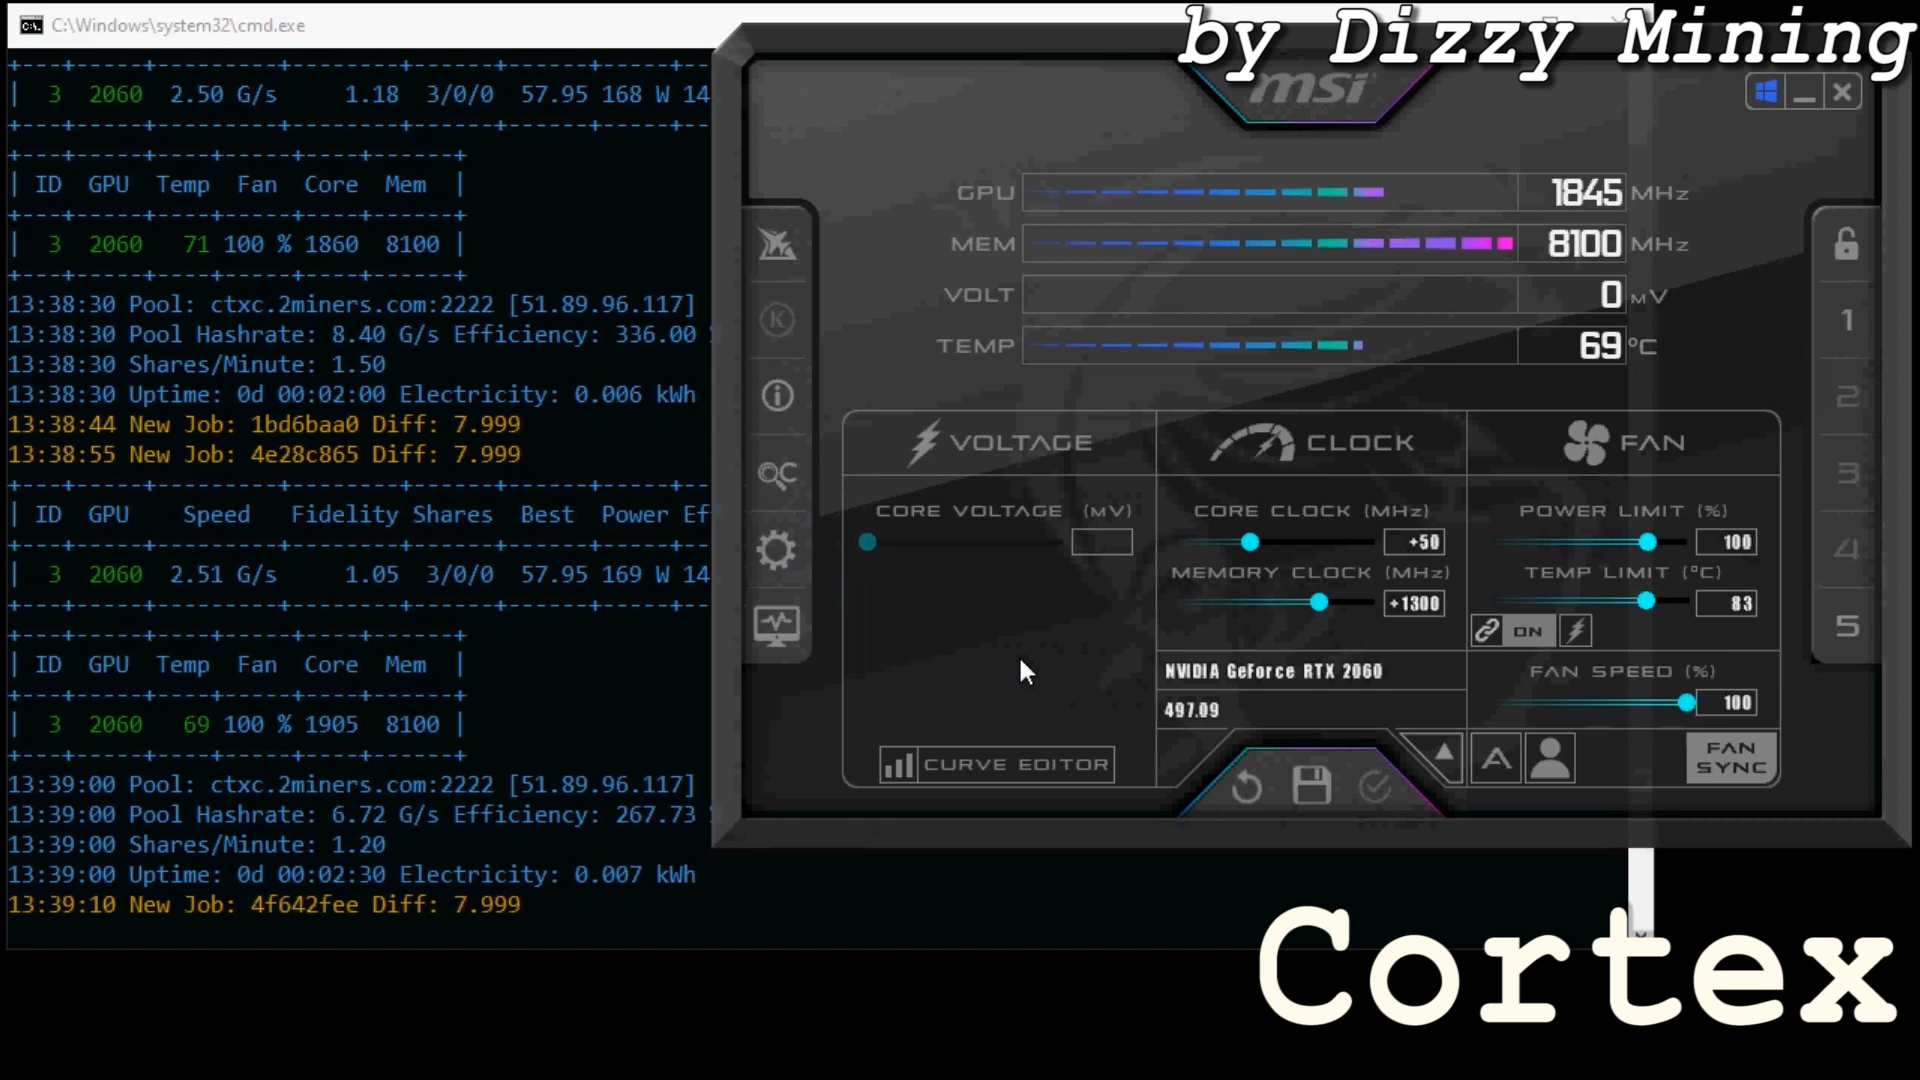 C:\Windows\system32\cmd.exe
by Dizzy Mining
+---+-----+---------+-------+------+------+-----+--
| 3 2060 2.50 G/s 1.18 3/0/0 57.95 168 W 14
+---+-----+---------+-------+------+------+-----+--
+---+-----+-----+-----+------+------+
| ID GPU Temp Fan Core Mem |
+---+-----+-----+-----+------+------+
| 3 2060 71 100 % 1860 8100 |
+---+-----+-----+-----+------+------+
13:38:30 Pool: ctxc.2miners.com:2222 [51.89.96.117]
13:38:30 Pool Hashrate: 8.40 G/s Efficiency: 336.00
13:38:30 Shares/Minute: 1.50
13:38:30 Uptime: 0d 00:02:00 Electricity: 0.006 kWh
13:38:44 New Job: 1bd6baa0 Diff: 7.999
13:38:55 New Job: 4e28c865 Diff: 7.999
+---+-----+---------+--------+------+------+-----+--
| ID GPU Speed Fidelity Shares Best Power Ef
+---+-----+---------+--------+------+------+-----+--
| 3 2060 2.51 G/s 1.05 3/0/0 57.95 169 W 14
+---+-----+---------+--------+------+------+-----+--
+---+-----+-----+-----+------+------+
| ID GPU Temp Fan Core Mem |
+---+-----+-----+-----+------+------+
| 3 2060 69 100 % 1905 8100 |
+---+-----+-----+-----+------+------+
13:39:00 Pool: ctxc.2miners.com:2222 [51.89.96.117]
13:39:00 Pool Hashrate: 6.72 G/s Efficiency: 267.73
13:39:00 Shares/Minute: 1.20
13:39:00 Uptime: 0d 00:02:30 Electricity: 0.007 kWh
13:39:10 New Job: 4f642fee Diff: 7.999
msi
GPU 1845 MHz
MEM 8100 MHz
VOLT 0 mV
TEMP 69 °C
K
i
OC
1
2
3
4
5
VOLTAGE
CORE VOLTAGE (MV)
CURVE EDITOR
CLOCK
CORE CLOCK (MHz)
+50
MEMORY CLOCK (MHz)
+1300
NVIDIA GeForce RTX 2060
497.09
FAN
POWER LIMIT (%)
100
TEMP LIMIT (°C)
83
ON
FAN SPEED (%)
100
A
FAN
SYNC
Cortex